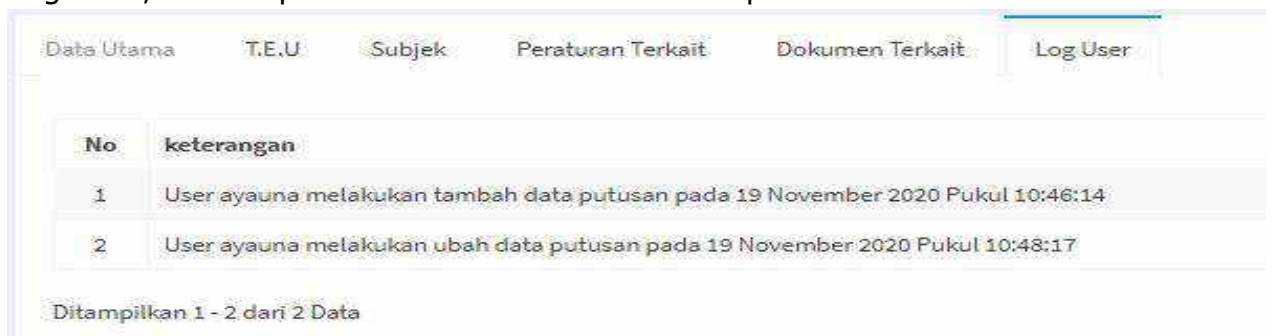 Data Utama T.E.U Subjek Peraturan Terkait Dokumen Terkait Log User
No keterangan
1 User ayauna melakukan tambah data putusan pada 19 November 2020 Pukul 10:46:14
2 User ayauna melakukan ubah data putusan pada 19 November 2020 Pukul 10:48:17
Ditampilkan 1 - 2 dari 2 Data